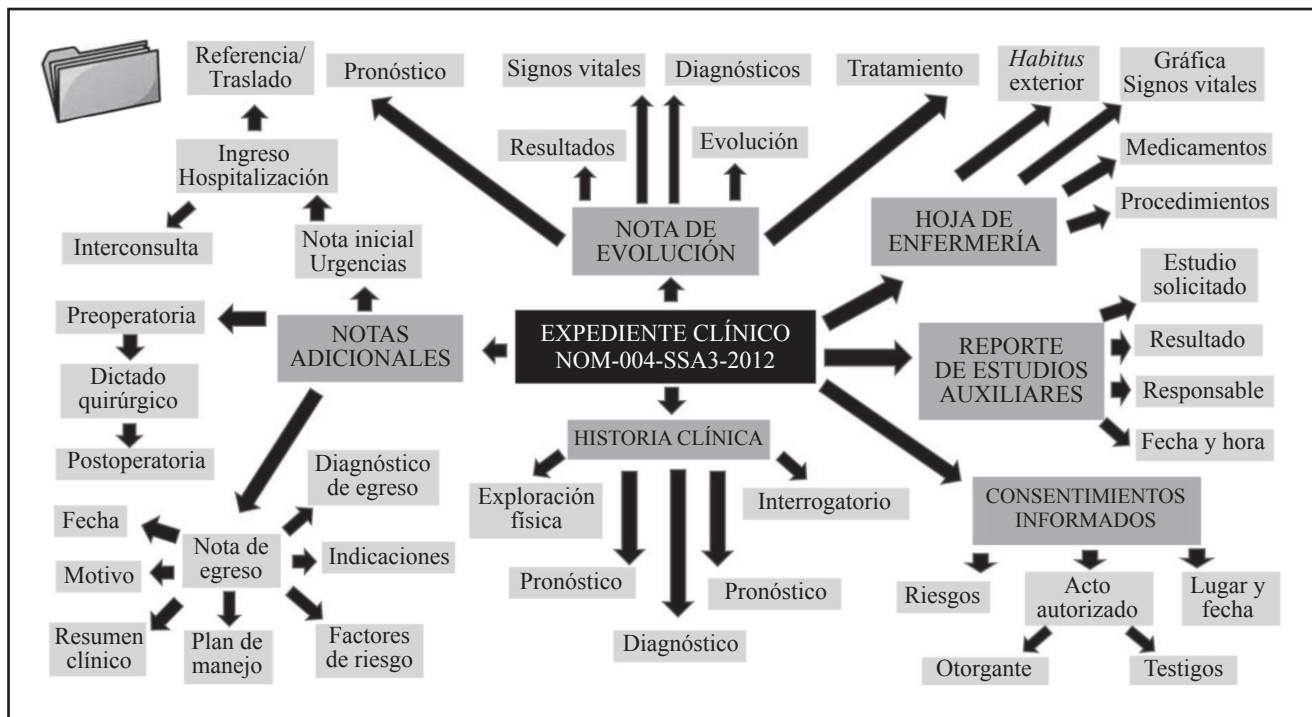 Referencia/
Traslado
Pronóstico
Signos vitales
Diagnósticos
Tratamiento
Habitus
exterior
Gráfica
Signos vitales
Ingreso
Hospitalización
Resultados
Evolución
Medicamentos
Procedimientos
Interconsulta
Nota inicial
Urgencias
NOTA DE
EVOLUCIÓN
HOJA DE
ENFERMERÍA
Estudio
solicitado
Preoperatoria
NOTAS
ADICIONALES
EXPEDIENTE CLÍNICO
NOM-004-SSA3-2012
REPORTE
DE ESTUDIOS
AUXILIARES
Resultado
Responsable
Fecha y hora
Dictado
quirúrgico
Postoperatoria
HISTORIA CLÍNICA
Diagnóstico
de egreso
Exploración
física
Interrogatorio
CONSENTIMIENTOS
INFORMADOS
Fecha
Nota de
egreso
Indicaciones
Motivo
Pronóstico
Pronóstico
Riesgos
Acto
autorizado
Lugar y
fecha
Resumen
clínico
Plan de
manejo
Factores
de riesgo
Diagnóstico
Otorgante
Testigos